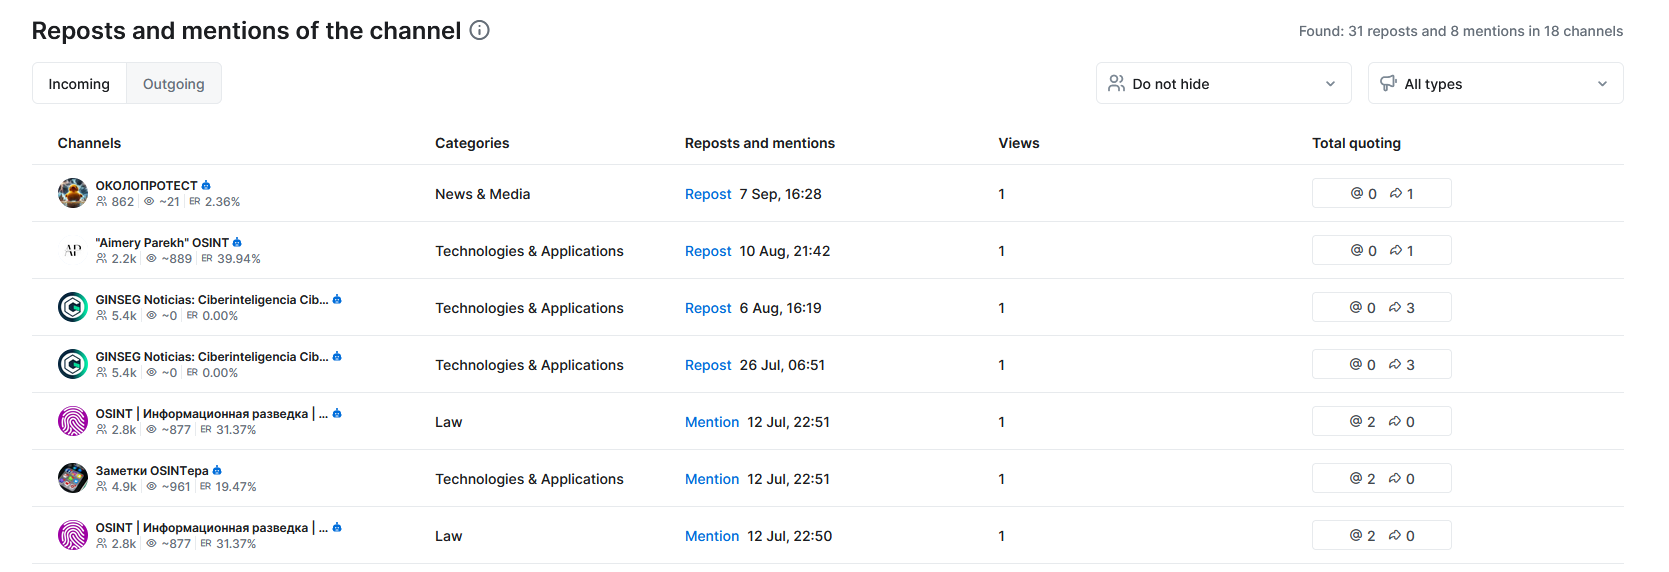 Reposts and mentions of the channel
Found: 31 reposts and 8 mentions in 18 channels
Incoming Outgoing
Do not hide
All types
Channels Categories Reposts and mentions Views Total quoting
ОКОЛОПРОТЕСТ
862 ~21 ER 2.36%
News & Media Repost 7 Sep, 16:28 1 @ 0 1
AP
"Aimery Parekh" OSINT
2.2k ~889 ER 39.94%
Technologies & Applications Repost 10 Aug, 21:42 1 @ 0 1
GINSEG Noticias: Ciberinteligencia Cib...
5.4k ~0 ER 0.00%
Technologies & Applications Repost 6 Aug, 16:19 1 @ 0 3
GINSEG Noticias: Ciberinteligencia Cib...
5.4k ~0 ER 0.00%
Technologies & Applications Repost 26 Jul, 06:51 1 @ 0 3
OSINT | Информационная разведка | ...
2.8k ~877 ER 31.37%
Law Mention 12 Jul, 22:51 1 @ 2 0
Заметки OSINTера
4.9k ~961 ER 19.47%
Technologies & Applications Mention 12 Jul, 22:51 1 @ 2 0
OSINT | Информационная разведка | ...
2.8k ~877 ER 31.37%
Law Mention 12 Jul, 22:50 1 @ 2 0